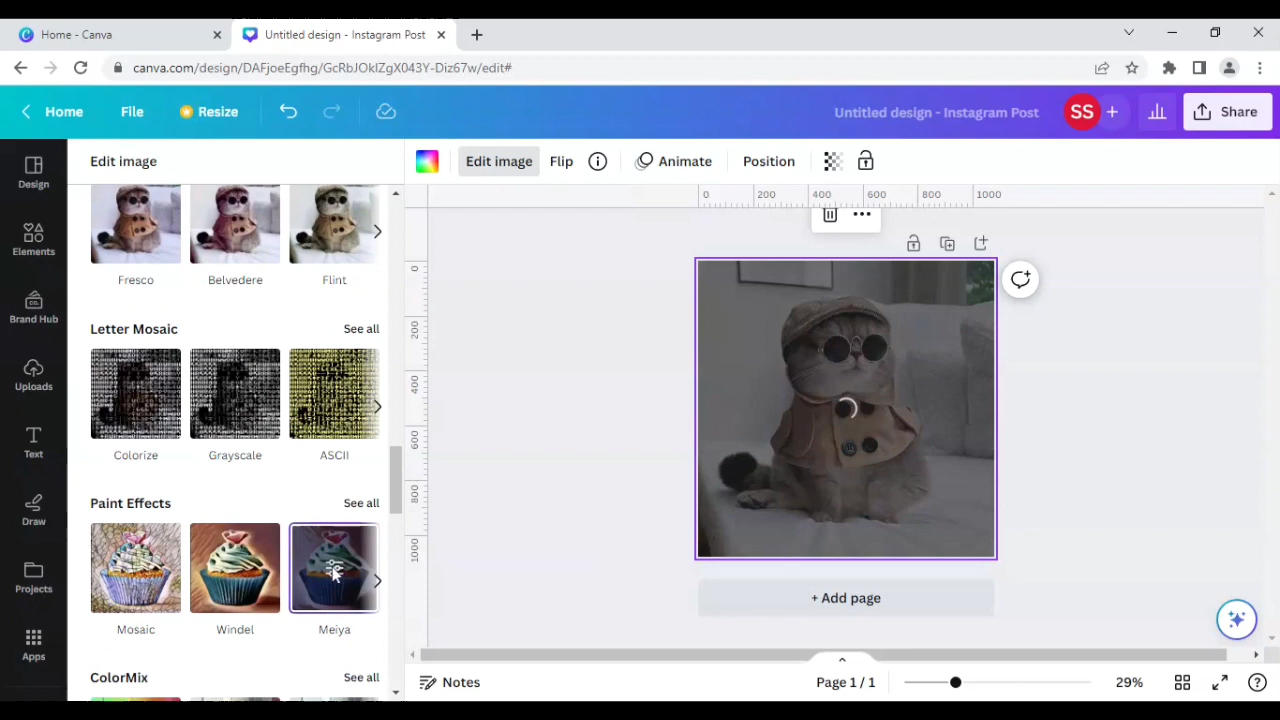 Home - Canva
Untitled design - Instagram Post
canva.com/design/DAFjoeEgfhg/GcRbJOklZgX043Y-Diz67w/edit#
Home
File
Resize
Untitled design - Instagram Post
SS
Share
Design
Elements
Brand Hub
Uploads
Text
Draw
Projects
Apps
Edit image
Fresco
Belvedere
Flint
Letter Mosaic
See all
Colorize
Grayscale
ASCII
Paint Effects
See all
Mosaic
Windel
Meiya
ColorMix
See all
Edit image
Flip
Animate
Position
0
200
400
600
800
1000
0
200
400
600
800
1000
+ Add page
Notes
Page 1 / 1
29%